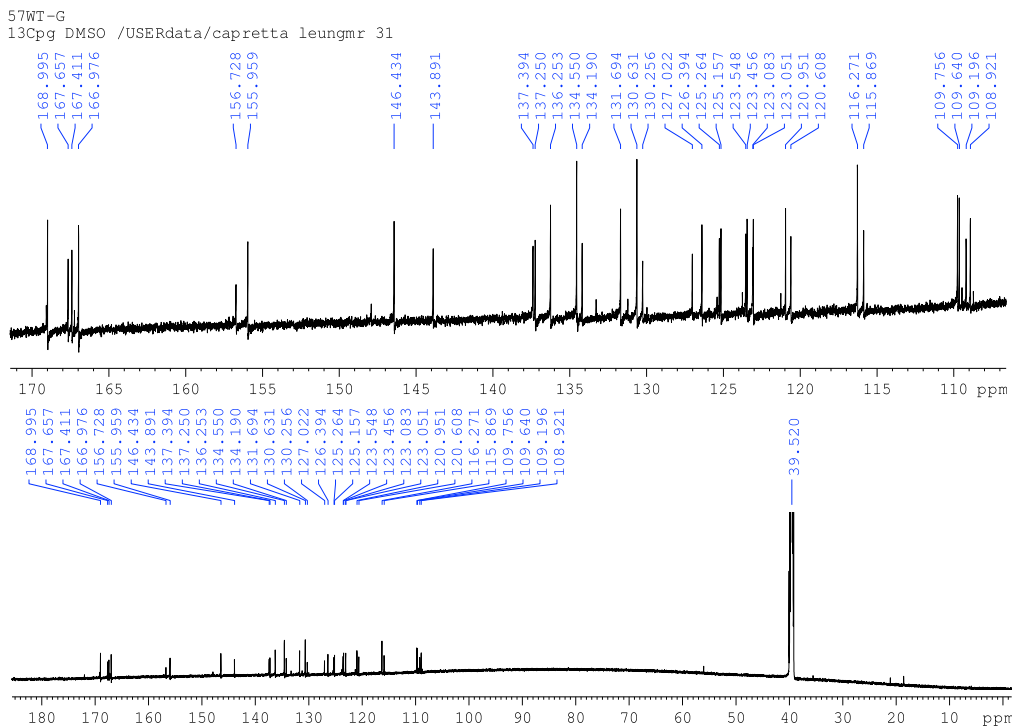 57WT-G
13Cpg DMSO /USERdata/capretta leungmr 31
168.995 167.657 167.411 166.976 156.728 155.959 146.434 143.891 137.394 137.250 136.253 134.550 134.190 131.694 130.631 130.256 127.022 126.394 125.264 125.157 123.548 123.456 123.083 123.051 120.951 120.608 116.271 115.869 109.756 109.640 109.196 108.921
170 165 160 155 150 145 140 135 130 125 120 115 110 ppm
168.995 167.657 167.411 166.976 156.728 155.959 146.434 143.891 137.394 137.250 136.253 134.550 134.190 131.694 130.631 130.256 127.022 126.394 125.264 125.157 123.548 123.456 123.083 123.051 120.951 120.608 116.271 115.869 109.756 109.640 109.196 108.921 39.520
180 170 160 150 140 130 120 110 100 90 80 70 60 50 40 30 20 10 ppm